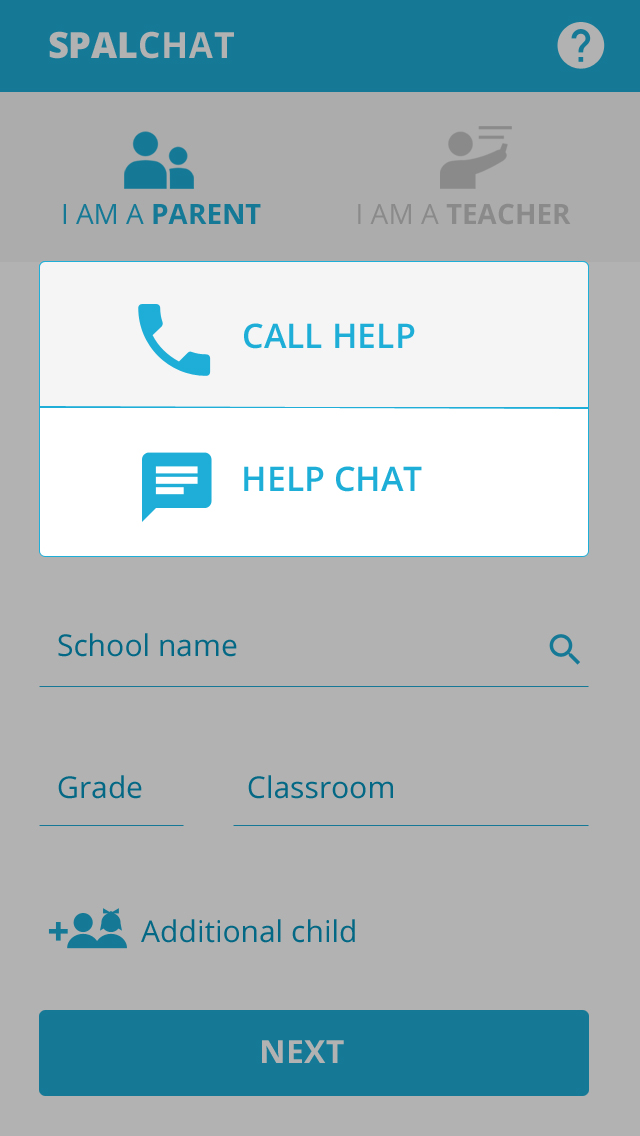 SPALCHAT
?
I AM A PARENT
I AM A TEACHER
CALL HELP
HELP CHAT
School name
Grade
Classroom
Additional child
NEXT